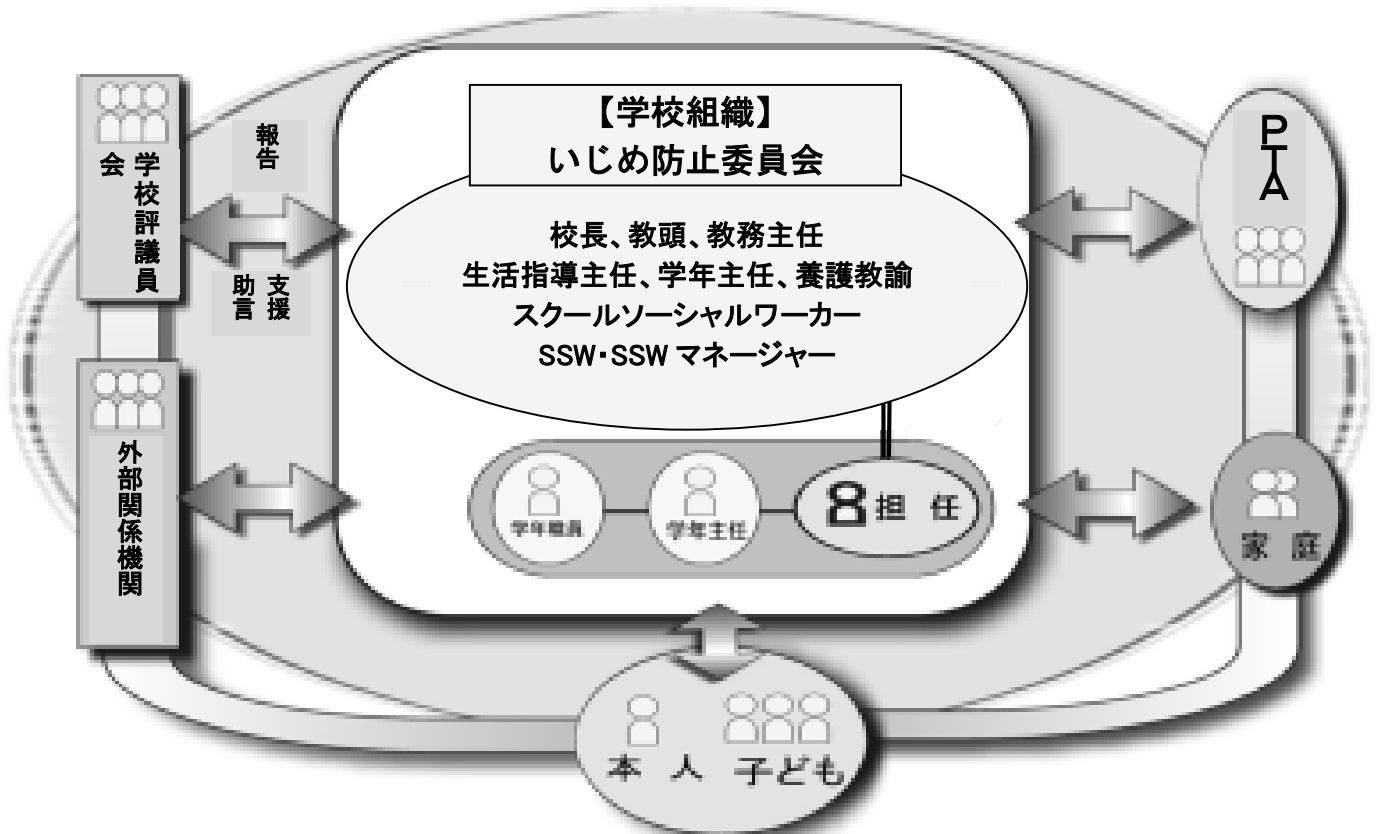 【学校組織】
いじめ防止委員会
校長、教頭、教務主任
生活指導主任、学年主任、養護教諭
スクールソーシャルワーカー
SSW・SSW マネージャー
学校評議員
会
報告
支援
助言
外部関係機関
PTA
家 庭
学年職員
学年主任
担 任
本 人 子ども